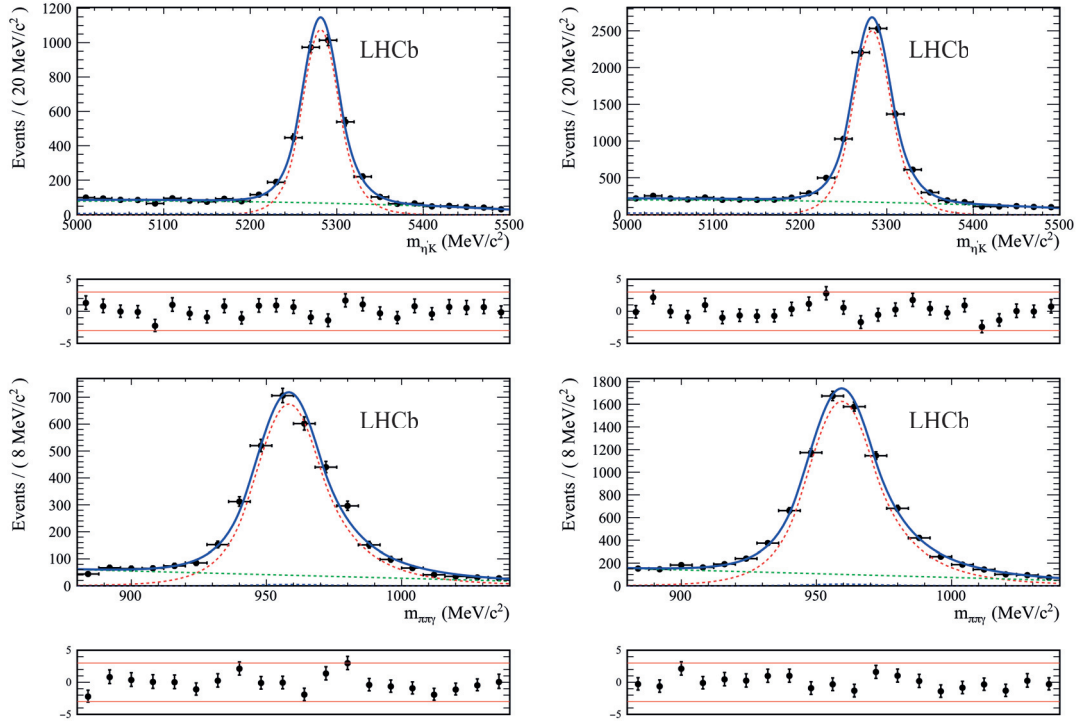 Events / ( 20 MeV/c² )
1200
1000
800
600
400
200
0
LHCb
5000 5100 5200 5300 5400 5500
m_η'K (MeV/c²)
5
0
−5
Events / ( 20 MeV/c² )
2500
2000
1500
1000
500
0
LHCb
5000 5100 5200 5300 5400 5500
m_η'K (MeV/c²)
5
0
−5
Events / ( 8 MeV/c² )
700
600
500
400
300
200
100
0
LHCb
900 950 1000
m_ππγ (MeV/c²)
5
0
−5
Events / ( 8 MeV/c² )
1800
1600
1400
1200
1000
800
600
400
200
0
LHCb
900 950 1000
m_ππγ (MeV/c²)
5
0
−5